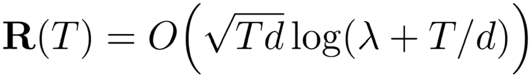 R(T) = O(√Td log(λ + T/d))